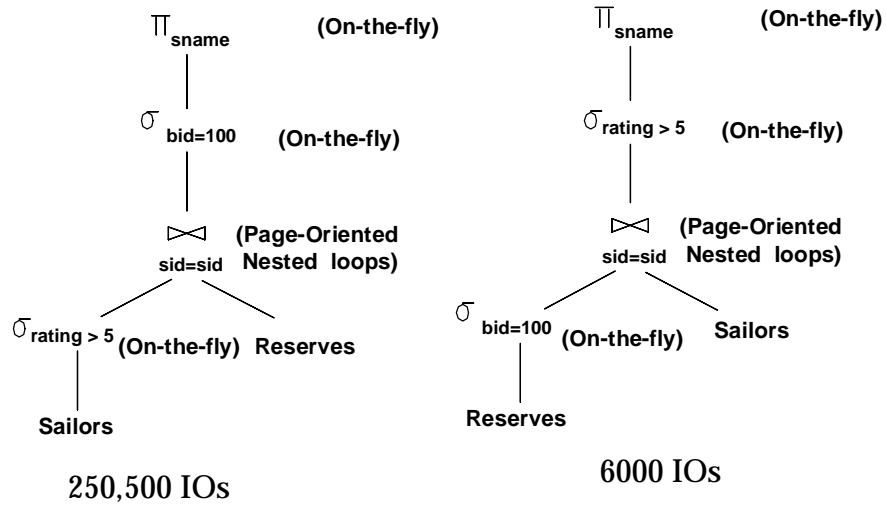 π sname (On-the-fly)
σ bid=100 (On-the-fly)
⋈ (Page-Oriented
sid=sid Nested loops)
σ rating > 5 (On-the-fly) Reserves
Sailors
250,500 IOs
π sname (On-the-fly)
σ rating > 5 (On-the-fly)
⋈ (Page-Oriented
sid=sid Nested loops)
σ bid=100 (On-the-fly) Sailors
Reserves
6000 IOs